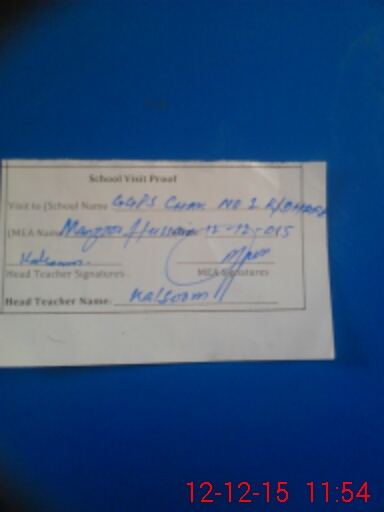 School Visit Proof
Visit to (School Name GGPS Chak NO 1 R/
(MEA Name Manzoor Hussain 12-12-015
Kalsoom.
Head Teacher Signatures MEA Signatures
Head Teacher Name: Kalsoom
12-12-15 11:54